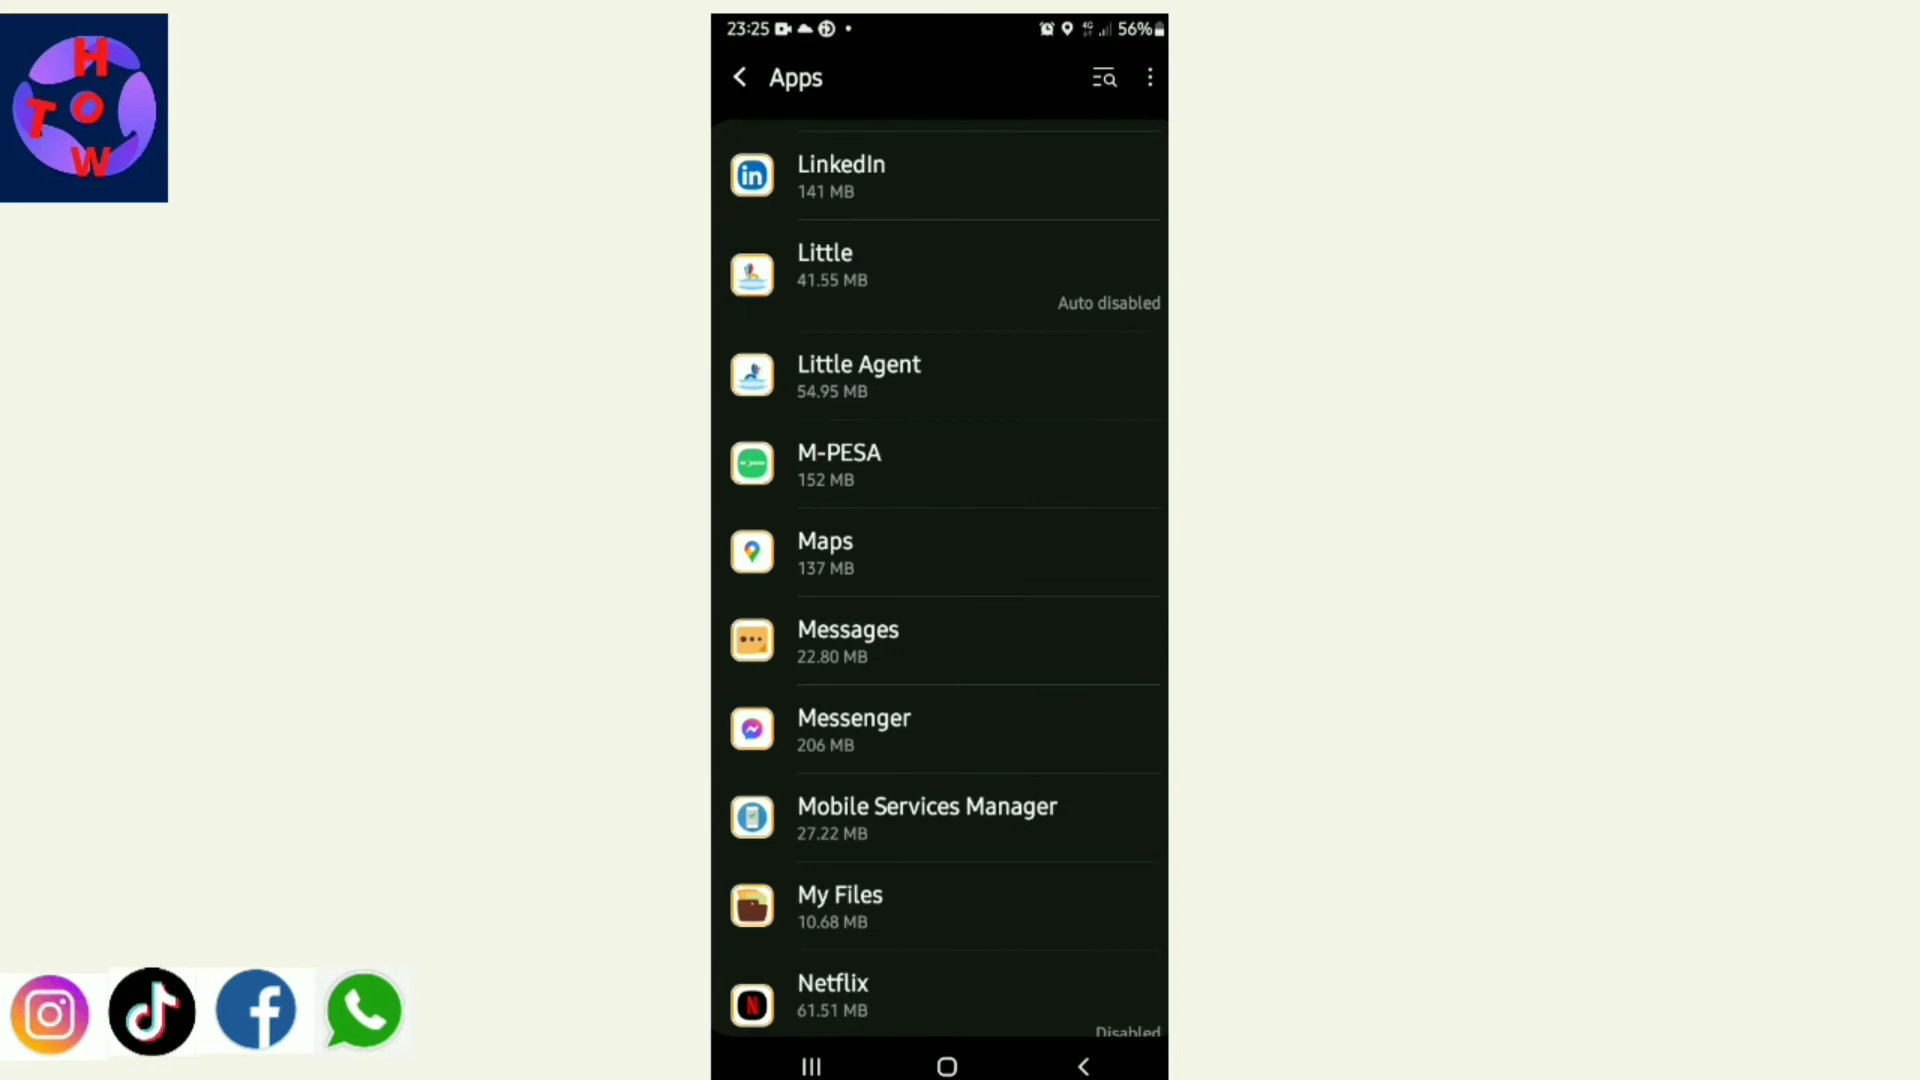 H
T O
W
23:25
4G
56%
Apps
in
LinkedIn
141 MB
Little
41.55 MB
Auto disabled
Little Agent
54.95 MB
M-PESA
152 MB
Maps
137 MB
Messages
22.80 MB
Messenger
206 MB
Mobile Services Manager
27.22 MB
My Files
10.68 MB
N
Netflix
61.51 MB
Disabled